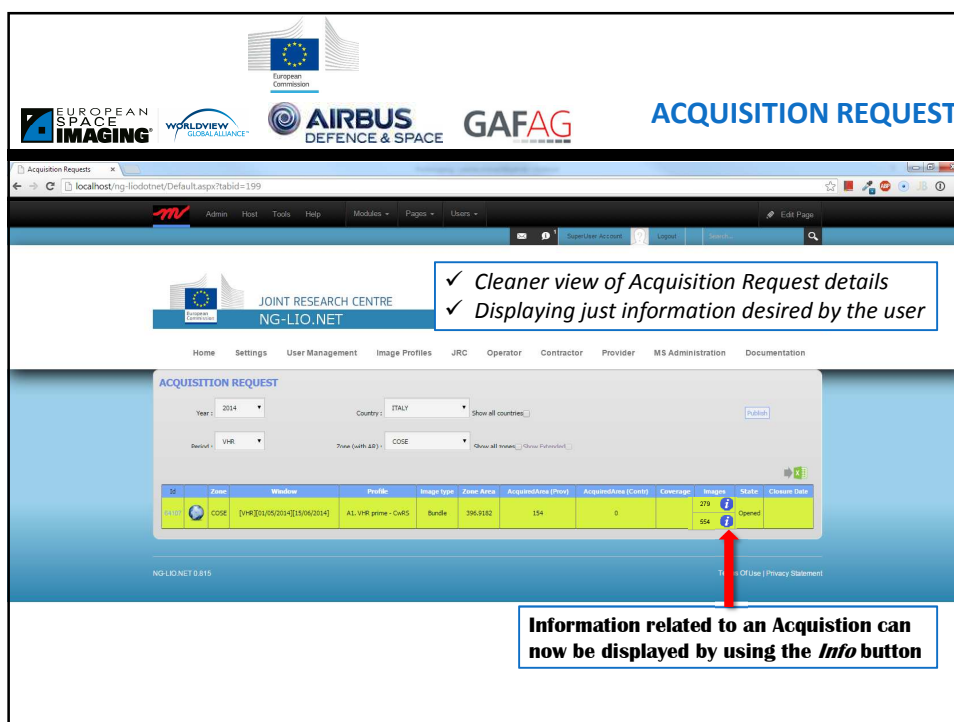 European
Commission
EUROPEAN
SPACE
IMAGING
WORLDVIEW
GLOBAL ALLIANCE
AIRBUS
DEFENCE & SPACE
GAFAG
ACQUISITION REQUEST
Acquisition Requests
localhost/ng-liodotnet/Default.aspx?tabid=199
Admin Host Tools Help Modules Pages Users Edit Page
1 SuperUser Account Logout Search...
✓ Cleaner view of Acquisition Request details
✓ Displaying just information desired by the user
European
Commission
JOINT RESEARCH CENTRE
NG-LIO.NET
Home Settings User Management Image Profiles JRC Operator Contractor Provider MS Administration Documentation
ACQUISITION REQUEST
Year : 2014 Country : ITALY Show all countries Publish
Period : VHR Zone (with AR) : COSE Show all zones Show Extended
Id Zone Window Profile Image type Zone Area AcquiredArea (Prov) AcquiredArea (Contr) Coverage Images State Closure Date
COSE [VHR][01/05/2014][15/06/2014] A1. VHR prime - CwRS Bundle 396.9182 154 0 279 i Opened
554 i
NG-LIO.NET 0.815 Of Use | Privacy Statement
Information related to an Acquistion can
now be displayed by using the Info button